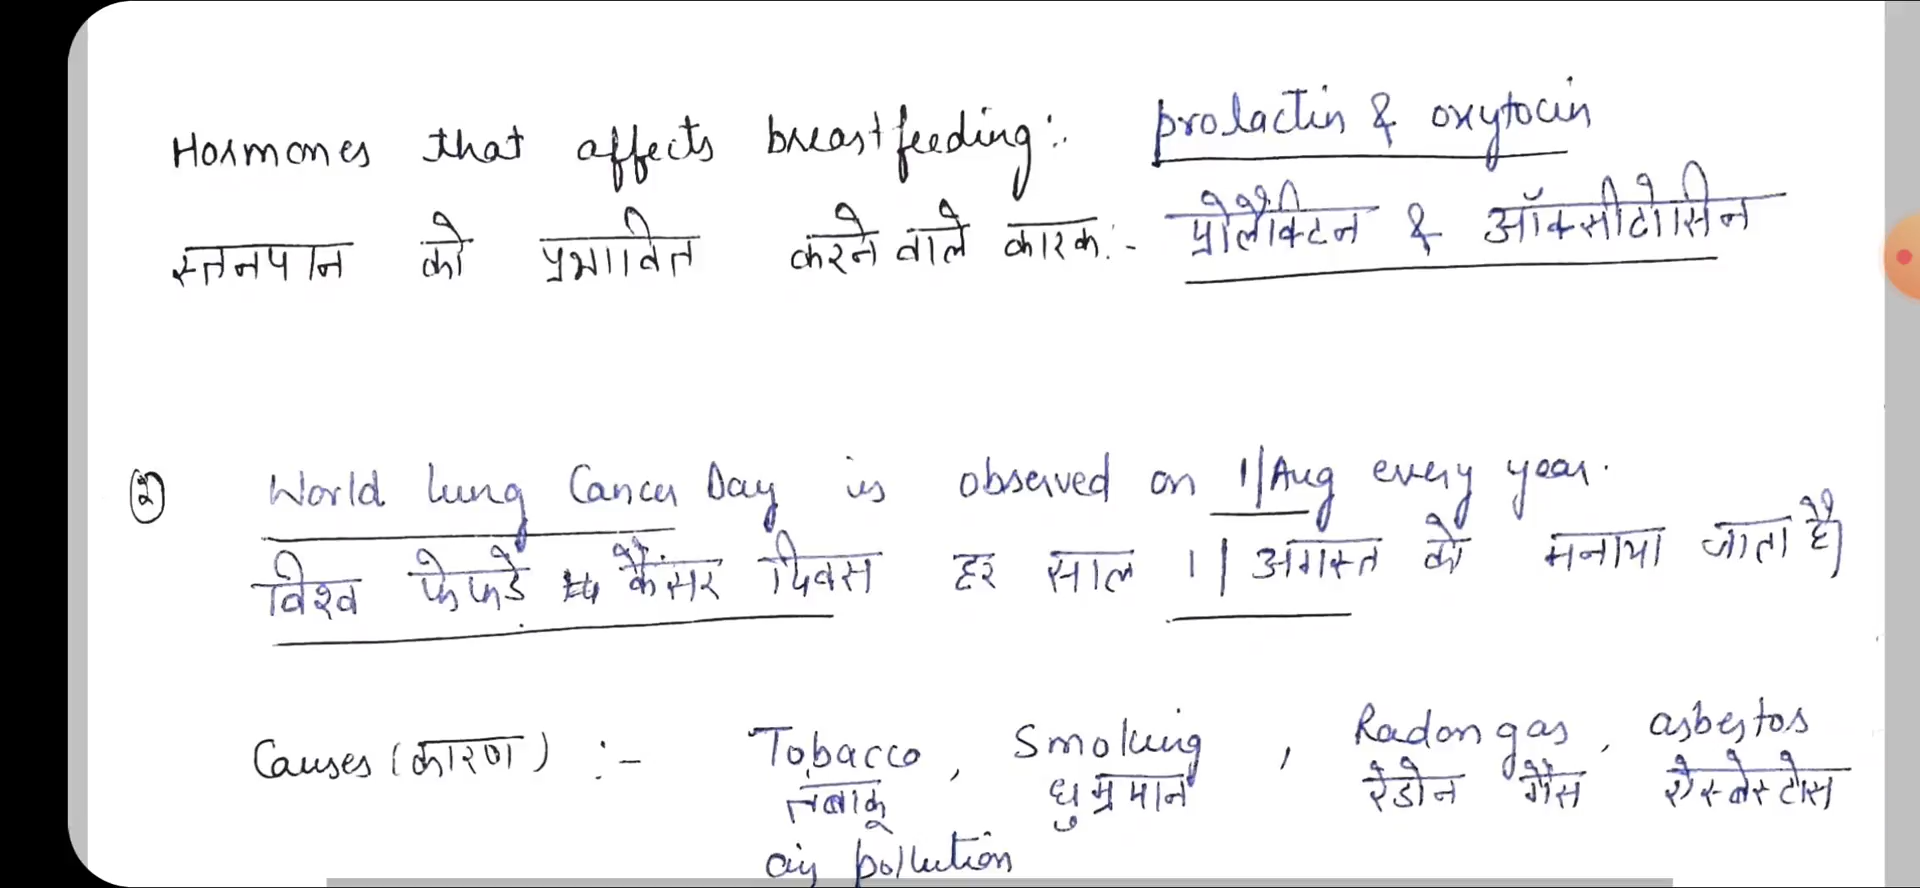 Hormones that affects breastfeeding:- prolactin & oxytocin
स्तनपान को प्रभावित करने वाले कारक:- प्रोलैक्टिन & ऑक्सीटोसिन
② World lung Cancer Day is observed on 1/Aug every year.
विश्व फेफडे कैंसर दिवस हर साल 1/ अगस्त को मनाया जाता है|
Causes (कारण) :- Tobacco, Smoking, Radon gas, asbestos
तंबाकू धुम्रपान रेडोन गैस ऐस्बेस्टोस
air pollution